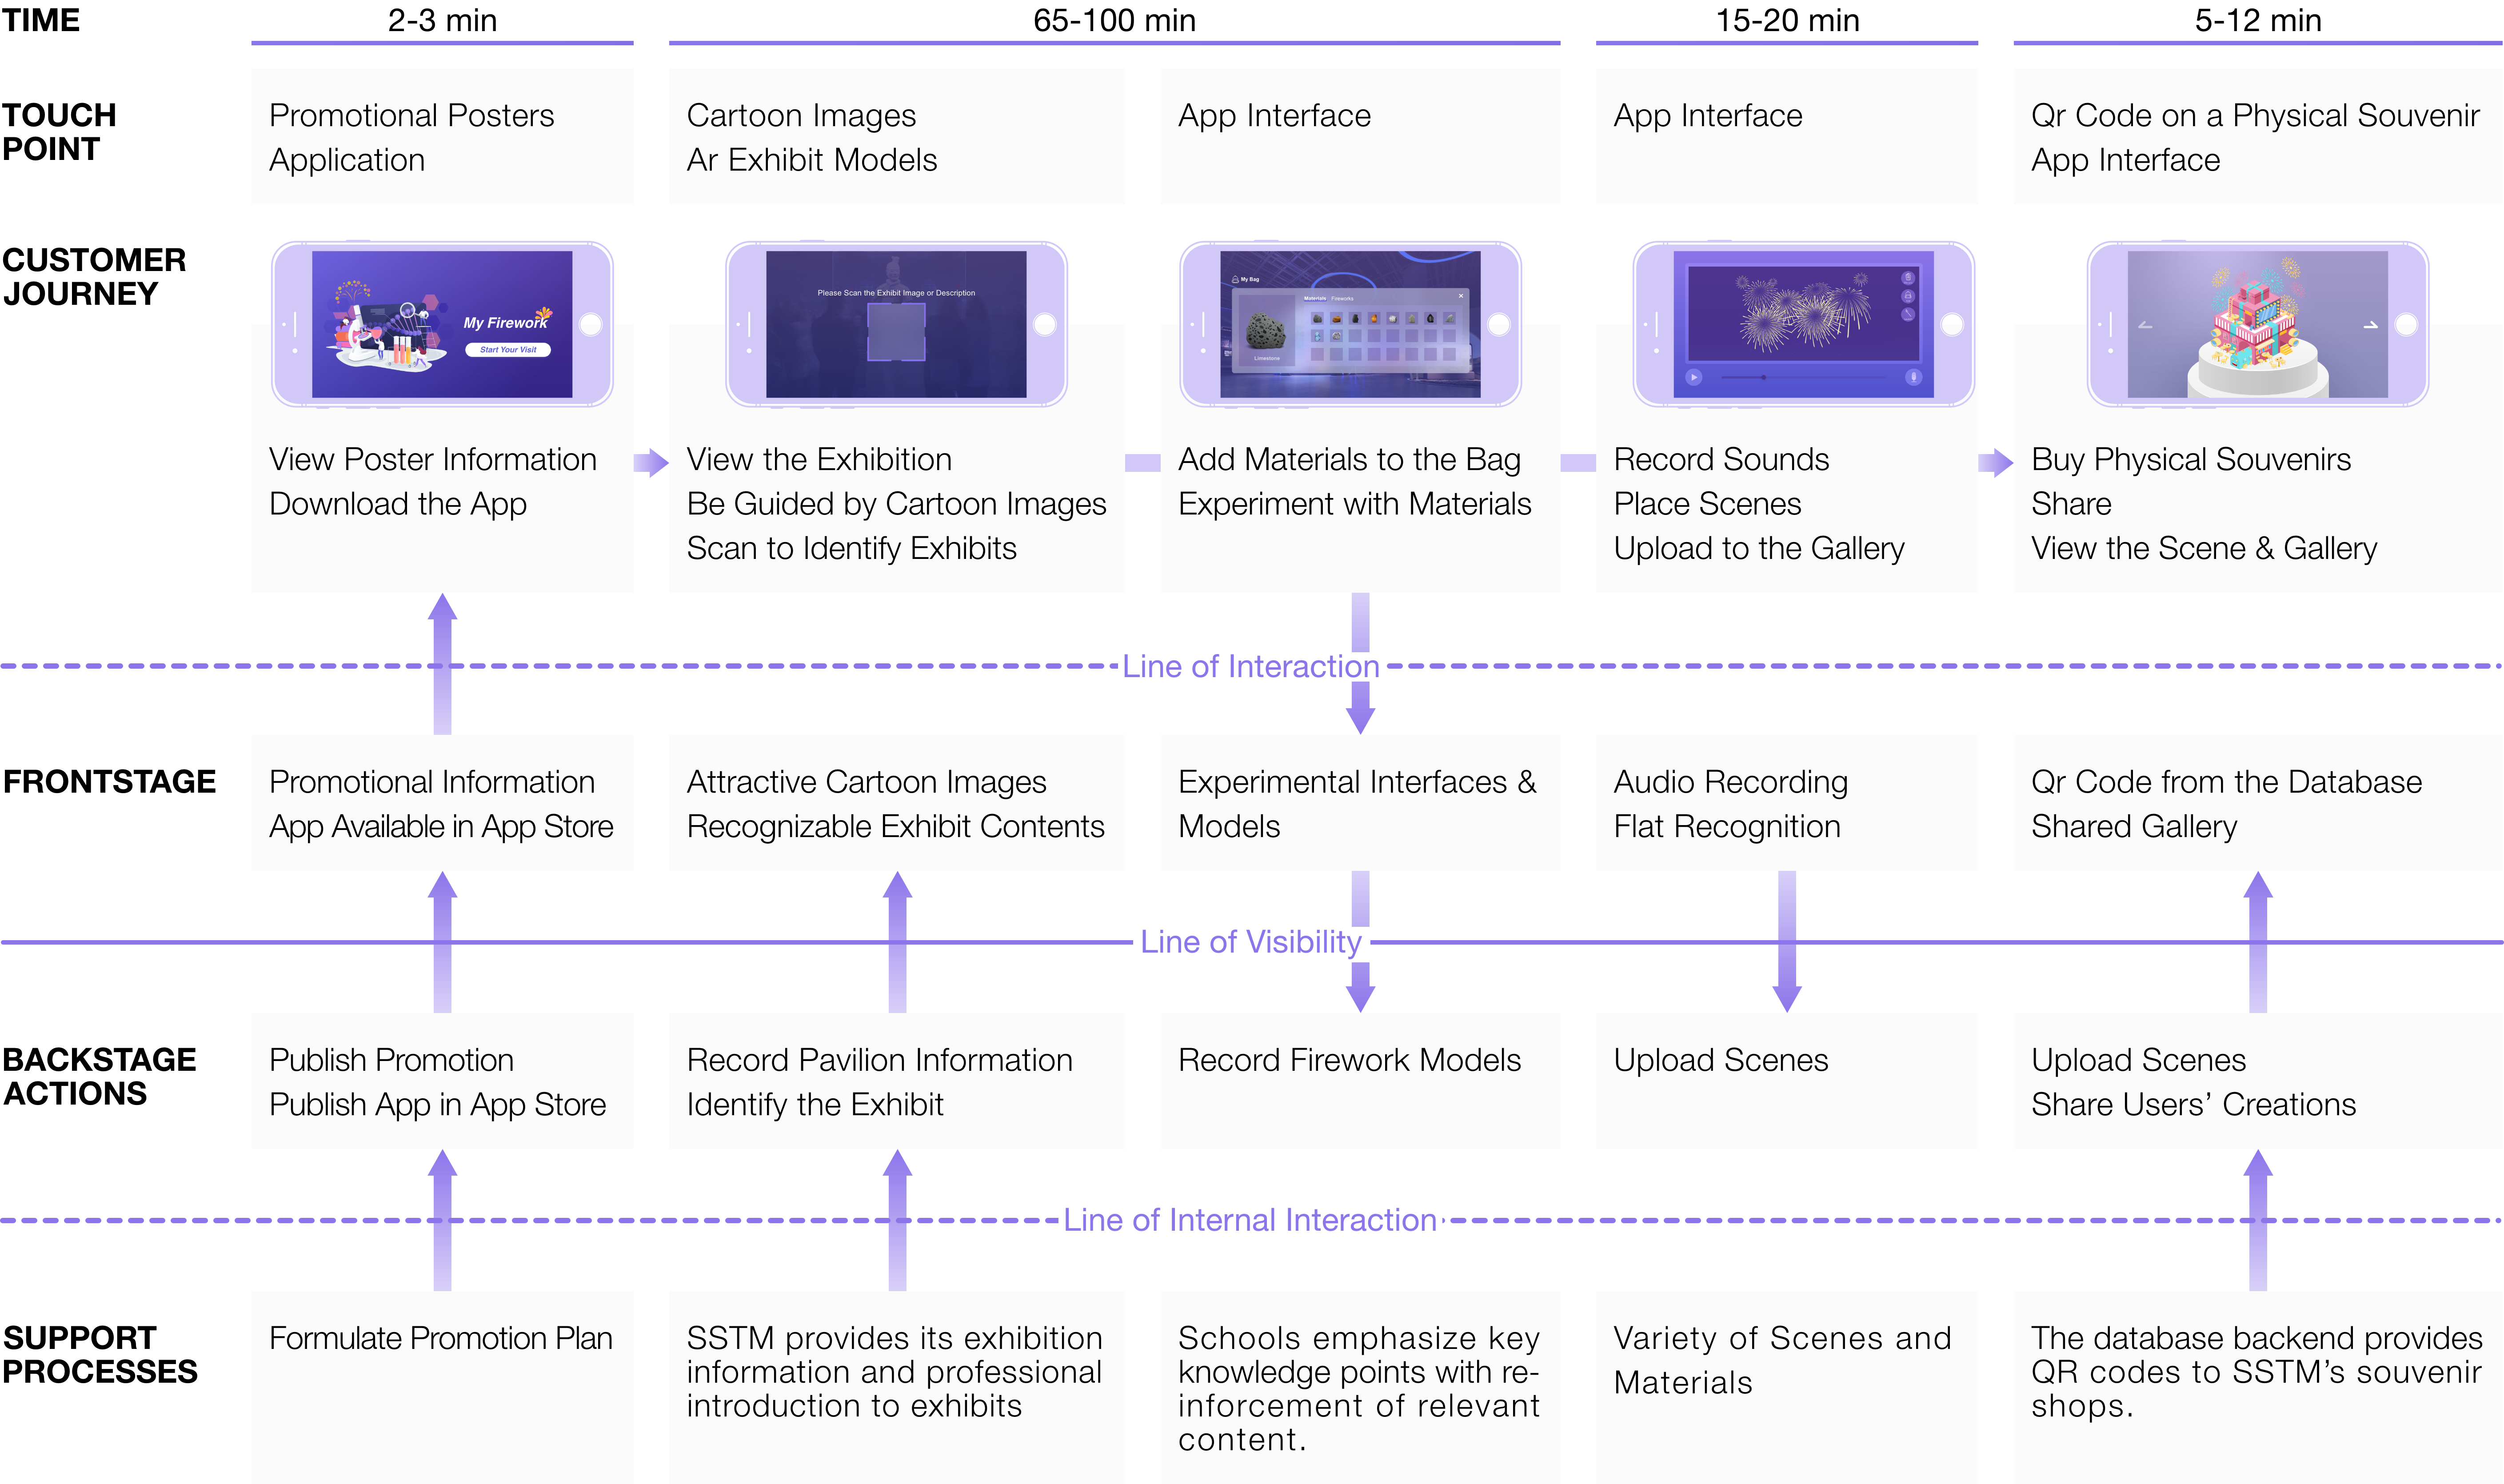 TIME
2-3 min
65-100 min
15-20 min
5-12 min
TOUCH
POINT
Promotional Posters
Application
Cartoon Images
Ar Exhibit Models
App Interface
App Interface
Qr Code on a Physical Souvenir
App Interface
CUSTOMER
JOURNEY
My Firework
Start Your Visit
Please Scan the Exhibit Image or Description
My Bag
Materials Fireworks
Limestone
View Poster Information
Download the App
View the Exhibition
Be Guided by Cartoon Images
Scan to Identify Exhibits
Add Materials to the Bag
Experiment with Materials
Record Sounds
Place Scenes
Upload to the Gallery
Buy Physical Souvenirs
Share
View the Scene & Gallery
Line of Interaction
FRONTSTAGE
Promotional Information
App Available in App Store
Attractive Cartoon Images
Recognizable Exhibit Contents
Experimental Interfaces &
Models
Audio Recording
Flat Recognition
Qr Code from the Database
Shared Gallery
Line of Visibility
BACKSTAGE
ACTIONS
Publish Promotion
Publish App in App Store
Record Pavilion Information
Identify the Exhibit
Record Firework Models
Upload Scenes
Upload Scenes
Share Users’ Creations
Line of Internal Interaction
SUPPORT
PROCESSES
Formulate Promotion Plan
SSTM provides its exhibition
information and professional
introduction to exhibits
Schools emphasize key
knowledge points with re-
inforcement of relevant
content.
Variety of Scenes and
Materials
The database backend provides
QR codes to SSTM’s souvenir
shops.